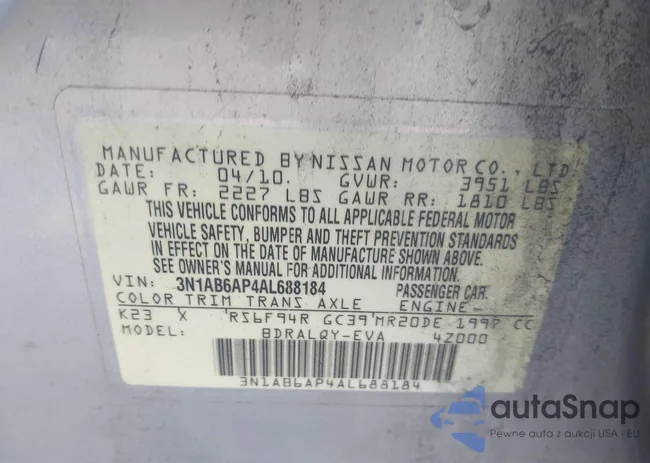 MANUFACTURED BY NISSAN MOTOR CO., LTD.
DATE: 04/10. GVWR: 3951 LBS
GAWR FR: 2227 LBS GAWR RR: 1810 LBS
THIS VEHICLE CONFORMS TO ALL APPLICABLE FEDERAL MOTOR
VEHICLE SAFETY, BUMPER AND THEFT PREVENTION STANDARDS
IN EFFECT ON THE DATE OF MANUFACTURE SHOWN ABOVE.
SEE OWNER'S MANUAL FOR ADDITIONAL INFORMATION.
VIN: 3N1AB6AP4AL688184 PASSENGER CAR.
COLOR TRIM TRANS AXLE ENGINE-
K23 X RS6F94R GC39 MR20DE 1997 CC
MODEL: BDRALQY-EVA 4Z000
3N1AB6AP4AL688184
autaSnap
Pewne auta z aukcji USA i EU